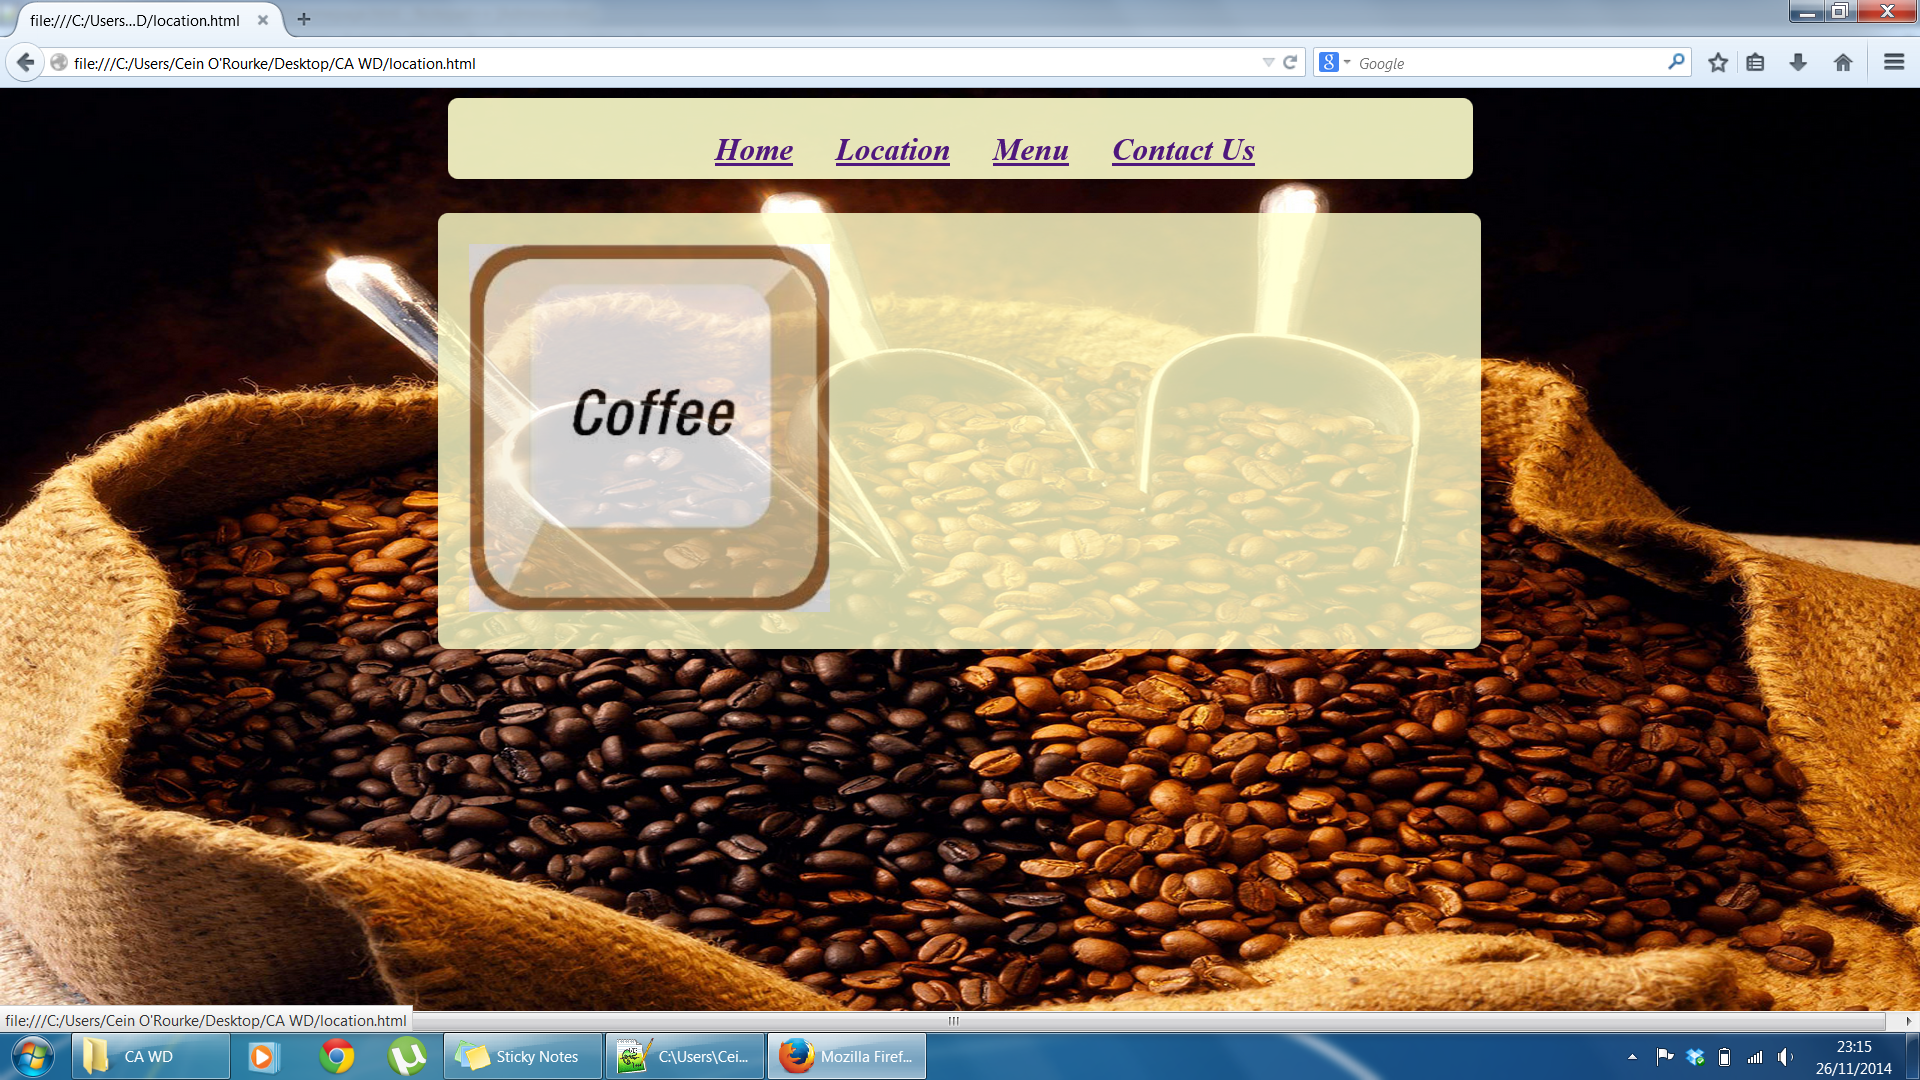 file:///C:/Users...D/location.html
file:///C:/Users/Cein O'Rourke/Desktop/CA WD/location.html
Google
Home Location Menu Contact Us
Coffee
file:///C:/Users/Cein O'Rourke/Desktop/CA WD/location.html
CA WD
Sticky Notes
C:\Users\Cei...
Mozilla Firef...
23:15
26/11/2014